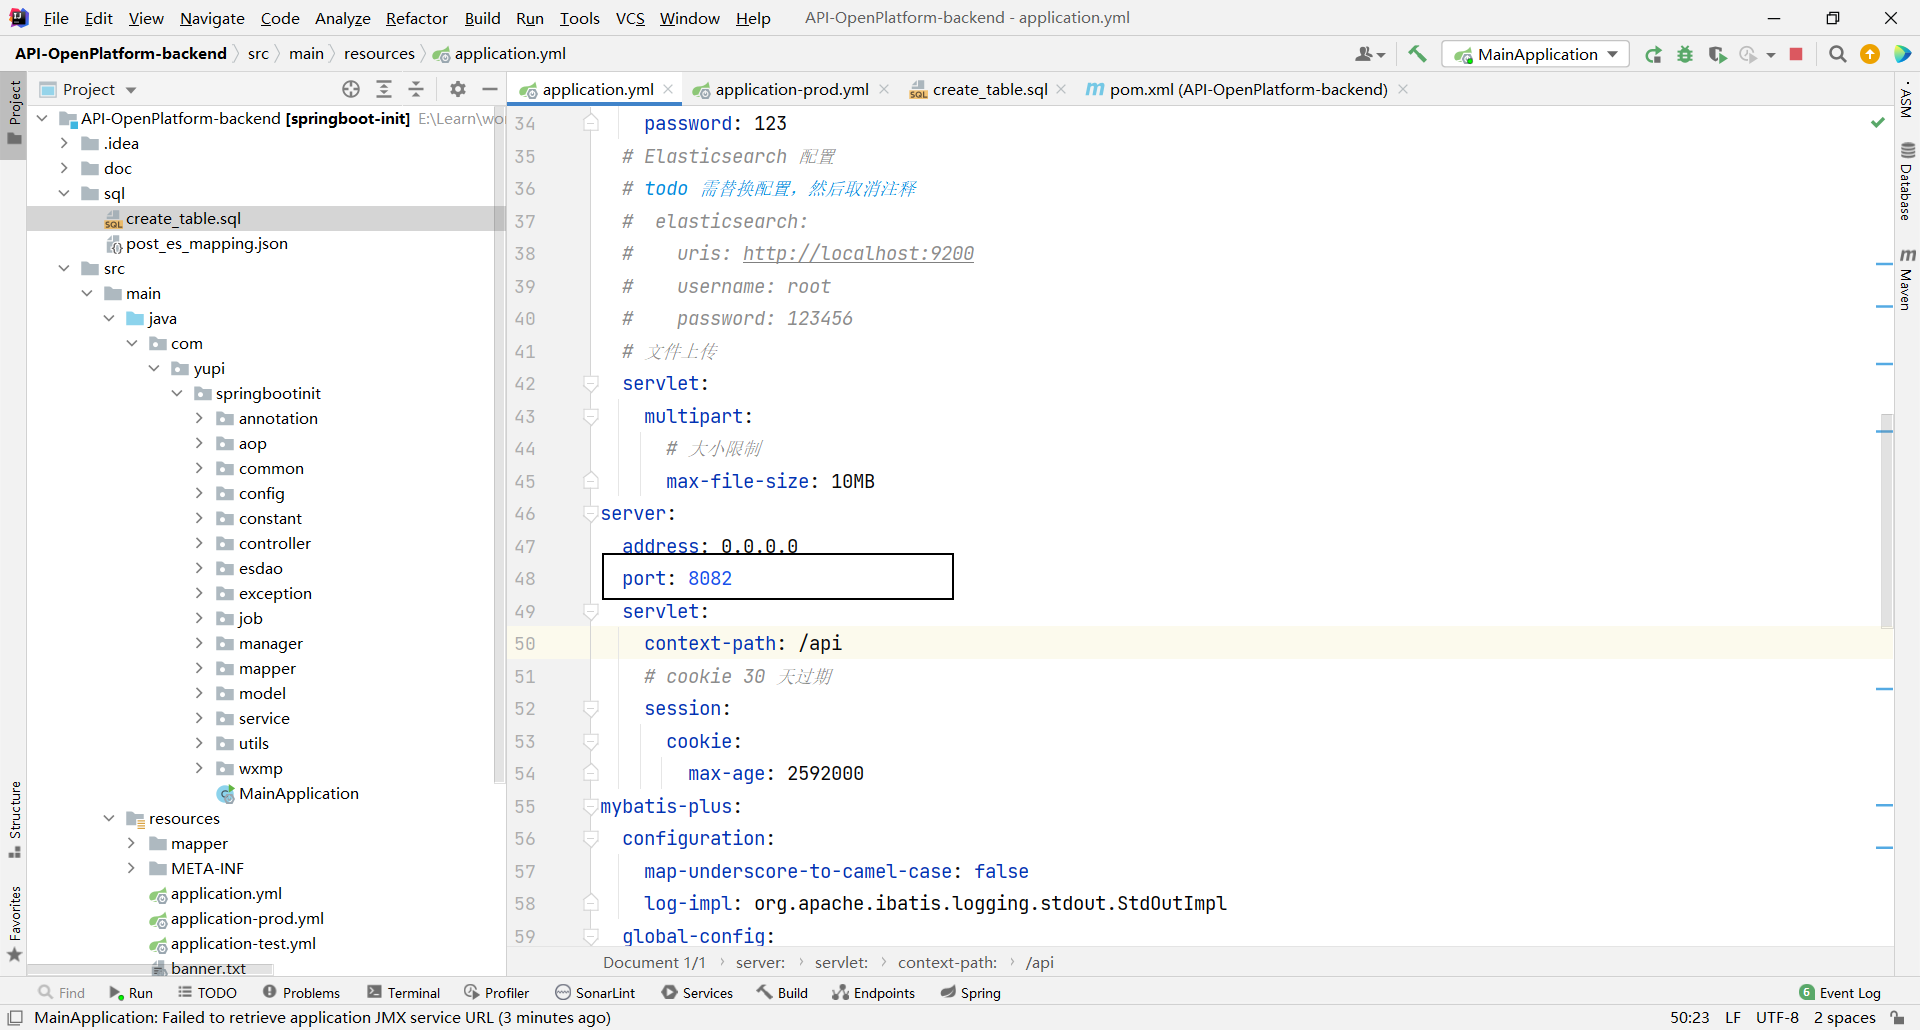 File Edit View Navigate Code Analyze Refactor Build Run Tools VCS Window Help API-OpenPlatform-backend - application.yml
API-OpenPlatform-backend src main resources application.yml MainApplication
Project
application.yml application-prod.yml create_table.sql pom.xml (API-OpenPlatform-backend)
Project
API-OpenPlatform-backend [springboot-init] E:\Learn\wo
.idea
doc
sql
create_table.sql
post_es_mapping.json
src
main
java
com
yupi
springbootinit
annotation
aop
common
config
constant
controller
esdao
exception
job
manager
mapper
model
service
utils
wxmp
MainApplication
resources
mapper
META-INF
application.yml
application-prod.yml
application-test.yml
banner.txt
Structure
Favorites
34 password: 123
35 # Elasticsearch 配置
36 # todo 需替换配置，然后取消注释
37 # elasticsearch:
38 # uris: http://localhost:9200
39 # username: root
40 # password: 123456
41 # 文件上传
42 servlet:
43 multipart:
44 # 大小限制
45 max-file-size: 10MB
46 server:
47 address: 0.0.0.0
48 port: 8082
49 servlet:
50 context-path: /api
51 # cookie 30 天过期
52 session:
53 cookie:
54 max-age: 2592000
55 mybatis-plus:
56 configuration:
57 map-underscore-to-camel-case: false
58 log-impl: org.apache.ibatis.logging.stdout.StdOutImpl
59 global-config:
ASM
Database
Maven
Document 1/1 server: servlet: context-path: /api
Find Run TODO Problems Terminal Profiler SonarLint Services Build Endpoints Spring 6 Event Log
MainApplication: Failed to retrieve application JMX service URL (3 minutes ago) 50:23 LF UTF-8 2 spaces